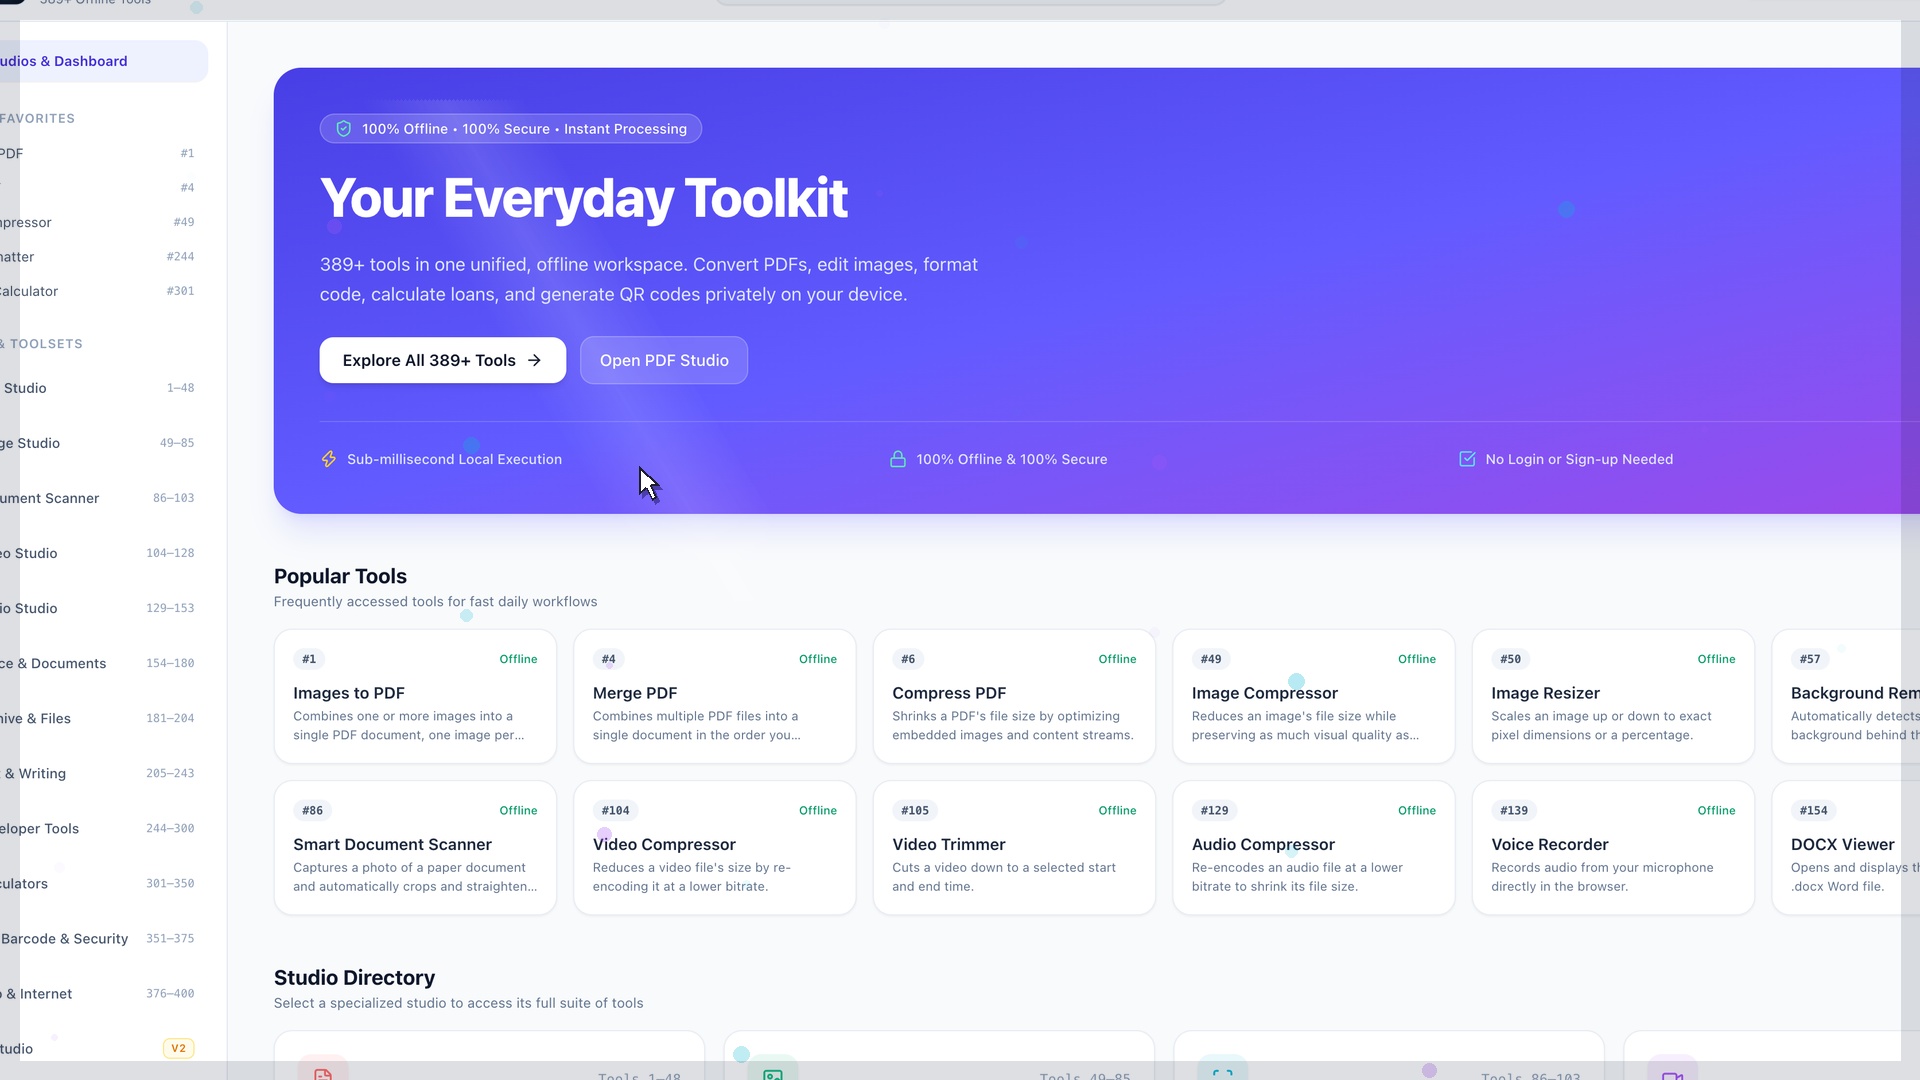 389+ Offline Tools
udios & Dashboard
FAVORITES
PDF #1
#4
mpressor #49
matter #244
Calculator #301
& TOOLSETS
Studio 1–48
ge Studio 49–85
ument Scanner 86–103
eo Studio 104–128
io Studio 129–153
ce & Documents 154–180
hive & Files 181–204
& Writing 205–243
eloper Tools 244–300
culators 301–350
Barcode & Security 351–375
o & Internet 376–400
tudio V2
100% Offline • 100% Secure • Instant Processing
Your Everyday Toolkit
389+ tools in one unified, offline workspace. Convert PDFs, edit images, format
code, calculate loans, and generate QR codes privately on your device.
Explore All 389+ Tools →
Open PDF Studio
Sub-millisecond Local Execution
100% Offline & 100% Secure
No Login or Sign-up Needed
Popular Tools
Frequently accessed tools for fast daily workflows
#1 Offline
Images to PDF
Combines one or more images into a
single PDF document, one image per...
#4 Offline
Merge PDF
Combines multiple PDF files into a
single document in the order you...
#6 Offline
Compress PDF
Shrinks a PDF's file size by optimizing
embedded images and content streams.
#49 Offline
Image Compressor
Reduces an image's file size while
preserving as much visual quality as...
#50 Offline
Image Resizer
Scales an image up or down to exact
pixel dimensions or a percentage.
#57
Background Rem
Automatically detects
background behind th
#86 Offline
Smart Document Scanner
Captures a photo of a paper document
and automatically crops and straighten...
#104 Offline
Video Compressor
Reduces a video file's size by re-
encoding it at a lower bitrate.
#105 Offline
Video Trimmer
Cuts a video down to a selected start
and end time.
#129 Offline
Audio Compressor
Re-encodes an audio file at a lower
bitrate to shrink its file size.
#139 Offline
Voice Recorder
Records audio from your microphone
directly in the browser.
#154
DOCX Viewer
Opens and displays th
.docx Word file.
Studio Directory
Select a specialized studio to access its full suite of tools
Tools 1–48
Tools 49–85
Tools 86–103